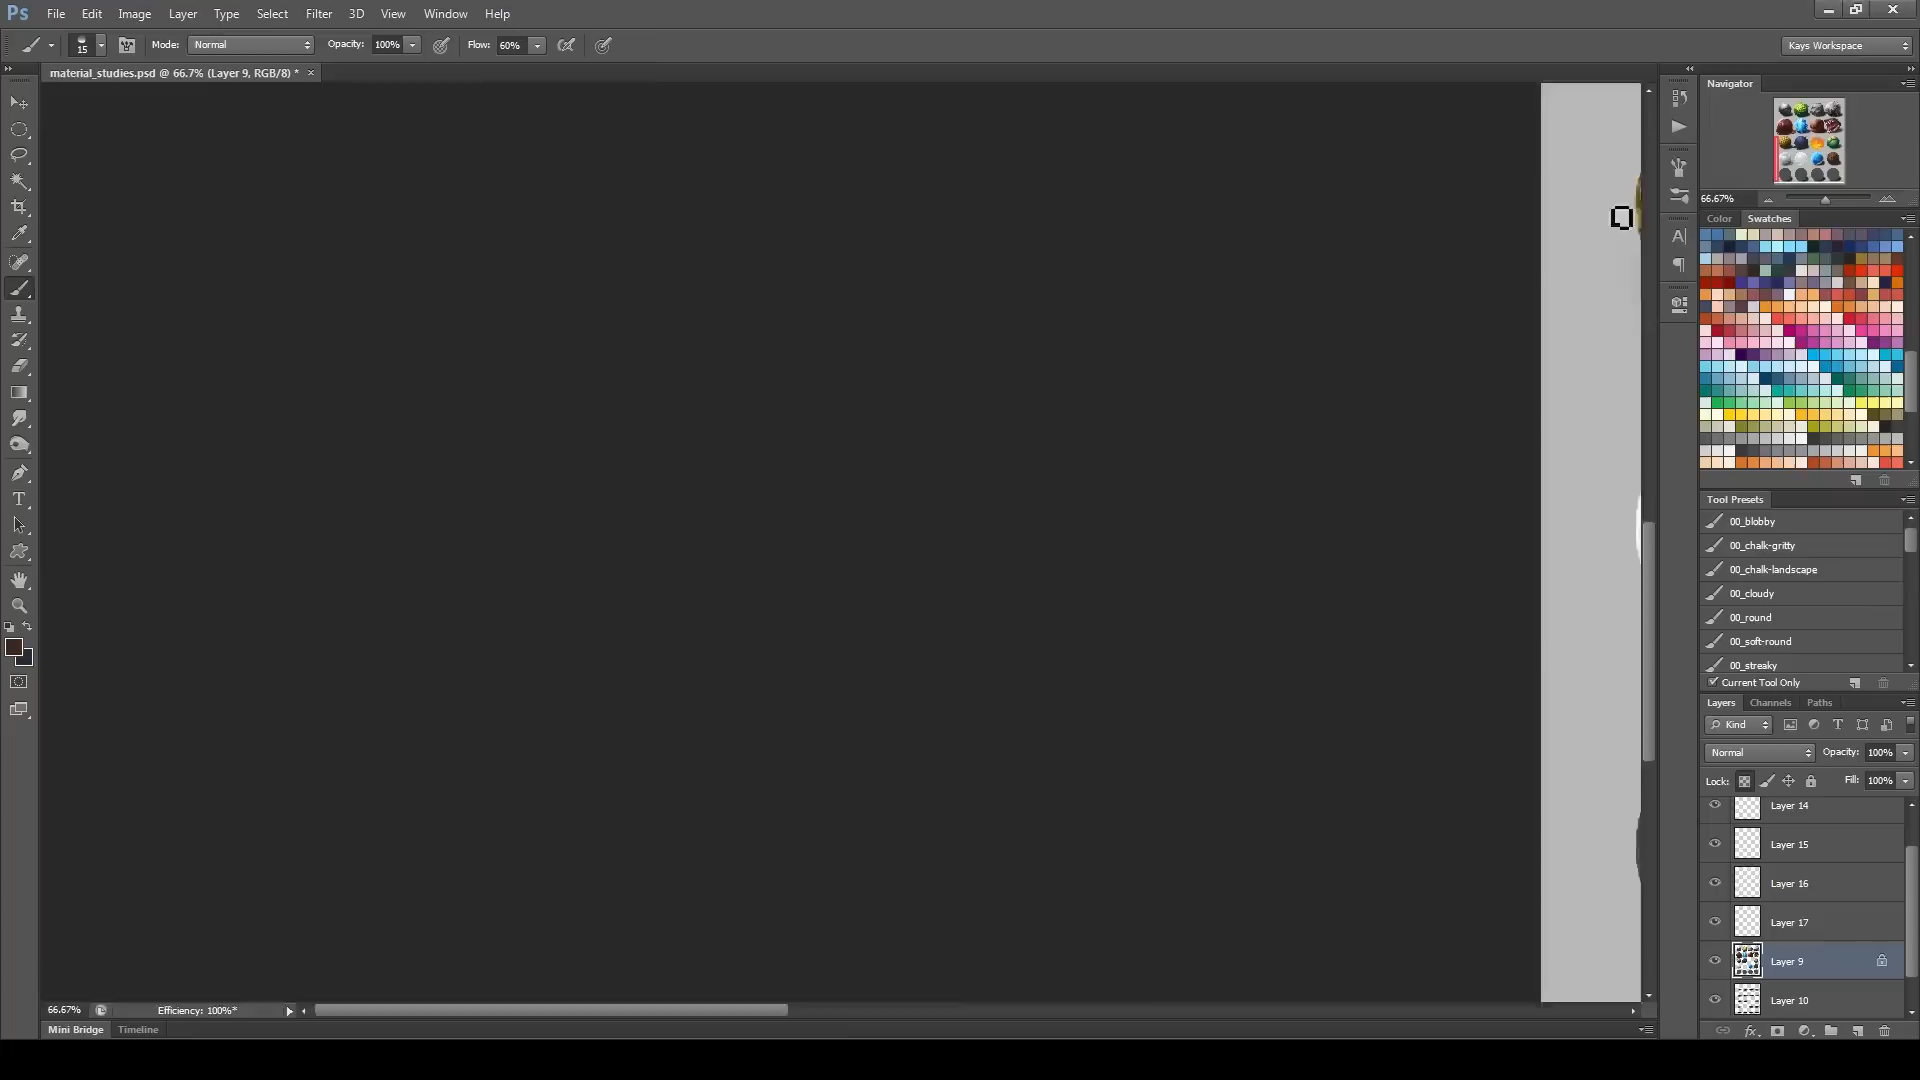 Ps File Edit Image Layer Type Select Filter 3D View Window Help
15 Mode: Normal Opacity: 100% Flow: 60% Kays Workspace
material_studies.psd @ 66.7% (Layer 9, RGB/8) * ×
Navigator
66.67%
Color Swatches
Tool Presets
00_blobby
00_chalk-gritty
00_chalk-landscape
00_cloudy
00_round
00_soft-round
00_streaky
Current Tool Only
Layers Channels Paths
Kind
Normal Opacity: 100%
Lock: Fill: 100%
Layer 14
Layer 15
Layer 16
Layer 17
Layer 9
Layer 10
66.67% Efficiency: 100%*
Mini Bridge Timeline